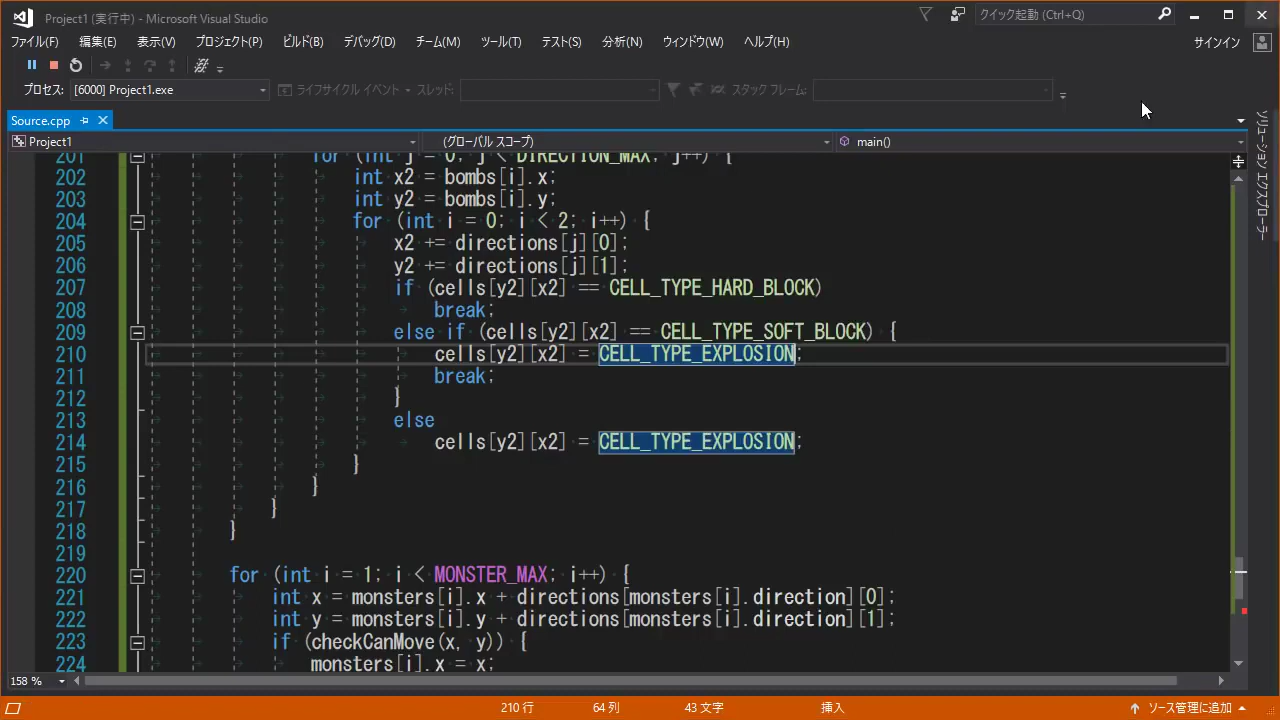 Project1 (実行中) - Microsoft Visual Studio
クイック起動 (Ctrl+Q)
ファイル(F) 編集(E) 表示(V) プロジェクト(P) ビルド(B) デバッグ(D) チーム(M) ツール(T) テスト(S) 分析(N) ウィンドウ(W) ヘルプ(H) サインイン
プロセス: [6000] Project1.exe ライフサイクル イベント スレッド: スタック フレーム:
Source.cpp
Project1 (グローバル スコープ) main()
ソリューション エクスプローラー
201 for (int j = 0; j < DIRECTION_MAX; j++) {
202 int x2 = bombs[i].x;
203 int y2 = bombs[i].y;
204 for (int i = 0; i < 2; i++) {
205 x2 += directions[j][0];
206 y2 += directions[j][1];
207 if (cells[y2][x2] == CELL_TYPE_HARD_BLOCK)
208 break;
209 else if (cells[y2][x2] == CELL_TYPE_SOFT_BLOCK) {
210 cells[y2][x2] = CELL_TYPE_EXPLOSION;
211 break;
212 }
213 else
214 cells[y2][x2] = CELL_TYPE_EXPLOSION;
215 }
216 }
217 }
218 }
219
220 for (int i = 1; i < MONSTER_MAX; i++) {
221 int x = monsters[i].x + directions[monsters[i].direction][0];
222 int y = monsters[i].y + directions[monsters[i].direction][1];
223 if (checkCanMove(x, y)) {
224 monsters[i].x = x;
158 %
210 行 64 列 43 文字 挿入 ソース管理に追加